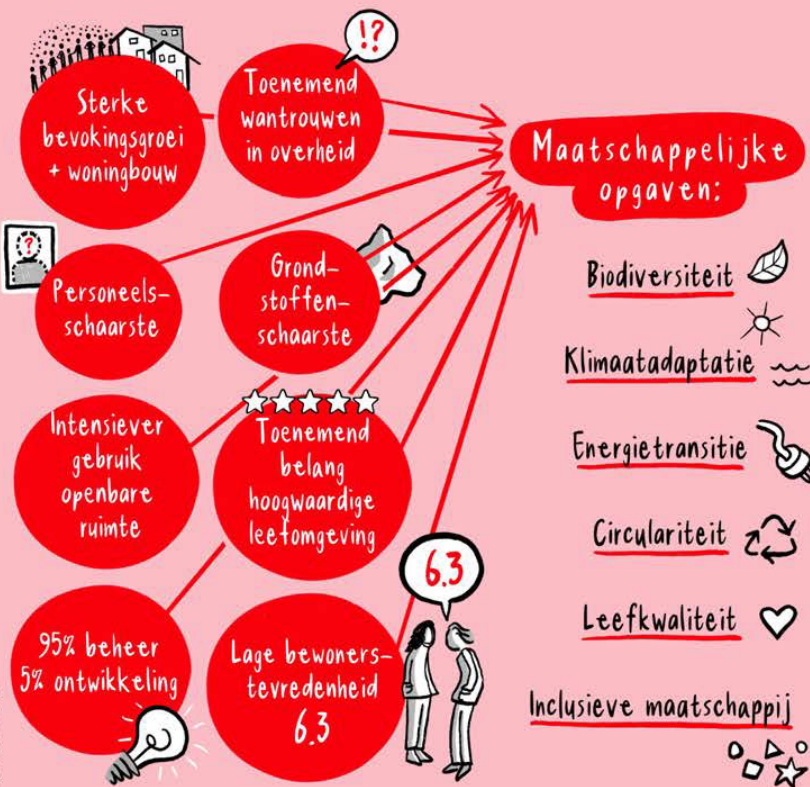 Sterke
bevokingsgroei
+ woningbouw
!?
Toenemend
wantrouwen
in overheid
?
Personeels-
schaarste
Grond-
stoffen-
schaarste
Intensiever
gebruik
openbare
ruimte
Toenemend
belang
hoogwaardige
leefomgeving
95% beheer
5% ontwikkeling
Lage bewoners-
tevredenheid
6.3
6.3
Maatschappelijke
opgaven:
Biodiversiteit
Klimaatadaptatie
Energietransitie
Circulariteit
Leefkwaliteit
Inclusieve maatschappij